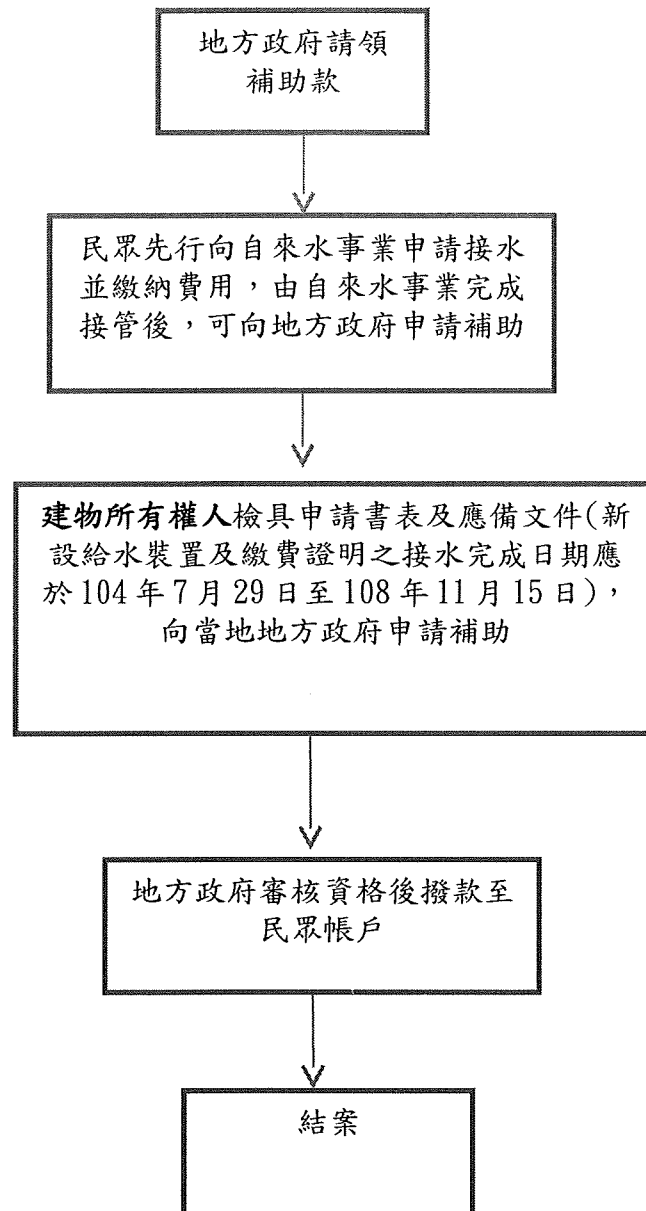 地方政府請領
補助款
民眾先行向自來水事業申請接水
並繳納費用，由自來水事業完成
接管後，可向地方政府申請補助
建物所有權人檢具申請書表及應備文件(新
設給水裝置及繳費證明之接水完成日期應
於104年7月29日至108年11月15日)，
向當地地方政府申請補助
地方政府審核資格後撥款至
民眾帳戶
結案